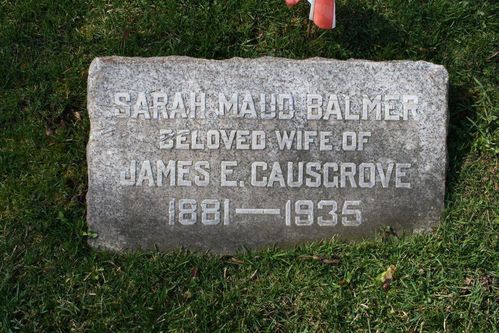 SARAH MAUD BALMER
BELOVED WIFE OF
JAMES E. CAUSGROVE
1881—1935